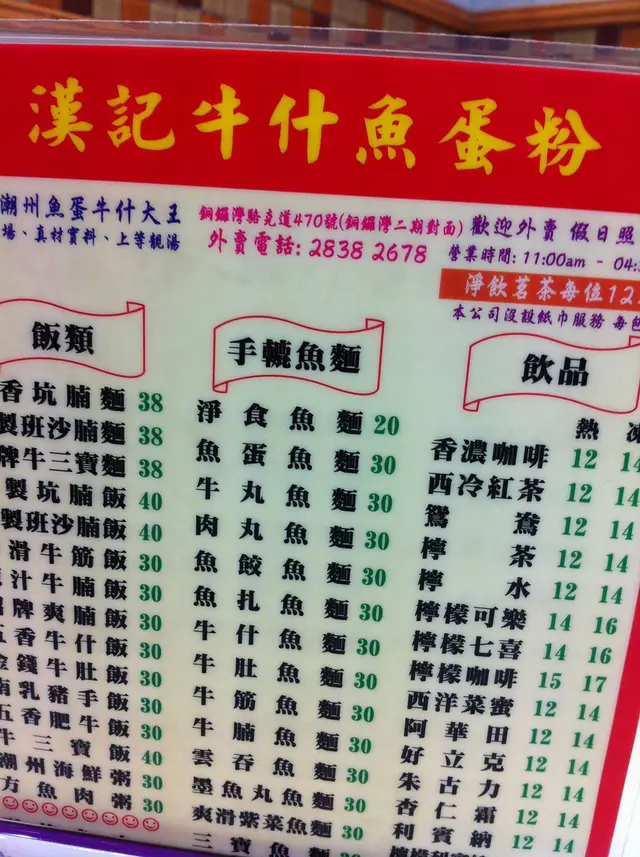 漢記牛什魚蛋粉
潮州魚蛋牛什大王
場、真材實料、上等靚湯
銅鑼灣駱克道470號(銅鑼灣二期對面)
外賣電話: 2838 2678
歡迎外賣 假日照
營業時間: 11:00am - 04:
淨飲茗茶每位12
本公司沒設紙巾服務 每包
飯類
香坑腩麵 38
製班沙腩麵 38
牌牛三寶麵 38
製坑腩飯 40
製班沙腩飯 40
滑牛筋飯 30
汁牛腩飯 30
牌爽腩飯 30
五香牛什飯 30
金錢牛肚飯 30
南乳豬手飯 30
五香肥牛飯 30
牛三寶飯 40
潮州海鮮粥 30
方魚肉粥 30
手轆魚麵
淨食魚麵 20
魚蛋魚麵 30
牛丸魚麵 30
肉丸魚麵 30
魚餃魚麵 30
魚扎魚麵 30
牛什魚麵 30
牛肚魚麵 30
牛筋魚麵 30
牛腩魚麵 30
雲吞魚麵 30
墨魚丸魚麵 30
爽滑紫菜魚麵 30
三寶魚麵 30
飲品
熱 凍
香濃咖啡 12 14
西冷紅茶 12 14
鴛鴦 12 14
檸茶 12 14
檸水 12 14
檸檬可樂 14 16
檸檬七喜 14 16
檸檬咖啡 15 17
西洋菜蜜 12 14
阿華田 12 14
好立克 12 14
朱古力 12 14
杏仁霜 12 14
利賓納 12 14